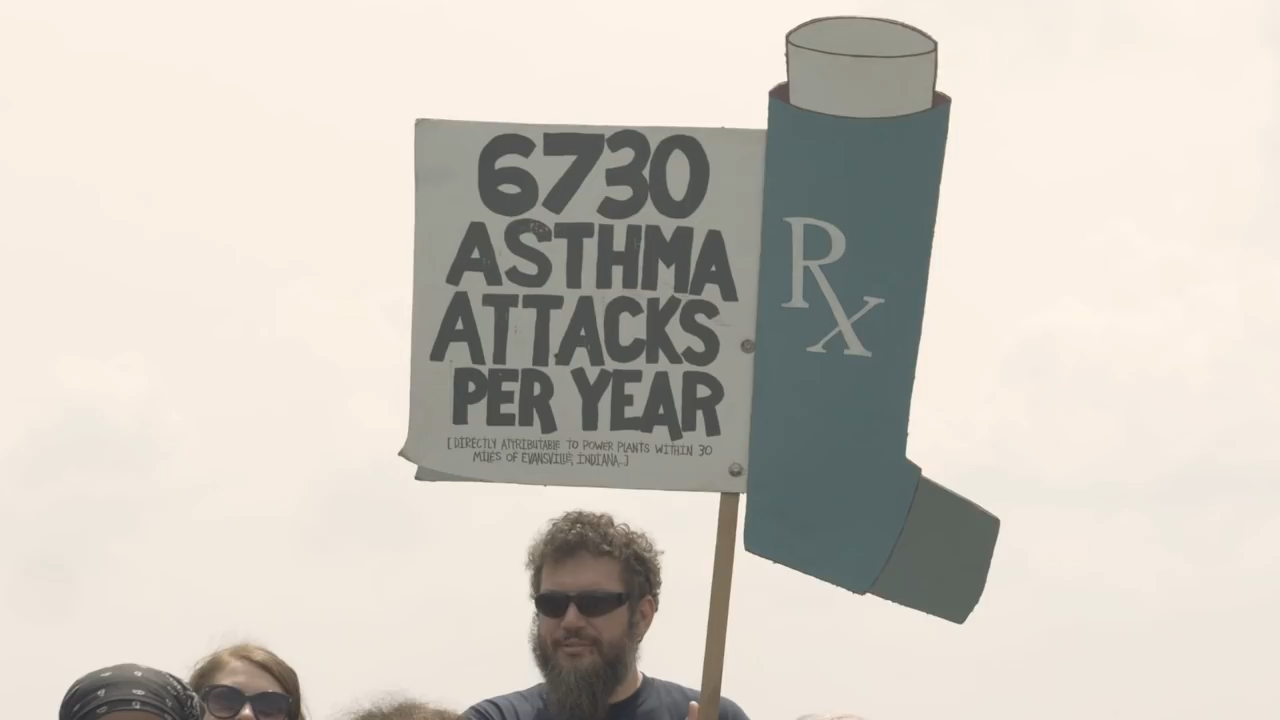 6730
ASTHMA
ATTACKS
PER YEAR
[DIRECTLY ATTRIBUTABLE TO POWER PLANTS WITHIN 30
MILES OF EVANSVILLE, INDIANA.]
Rx